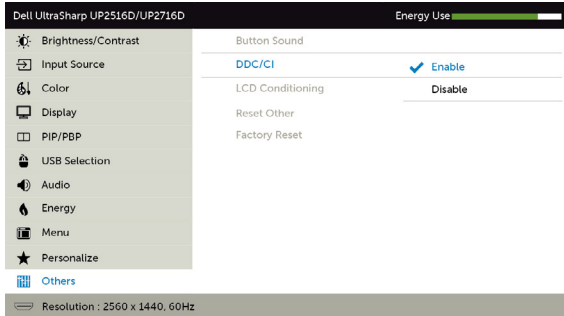 Dell UltraSharp UP2516D/UP2716D Energy Use
Brightness/Contrast Button Sound
Input Source DDC/CI Enable
Color LCD Conditioning Disable
Display Reset Other
PIP/PBP Factory Reset
USB Selection
Audio
Energy
Menu
Personalize
Others
Resolution : 2560 x 1440, 60Hz